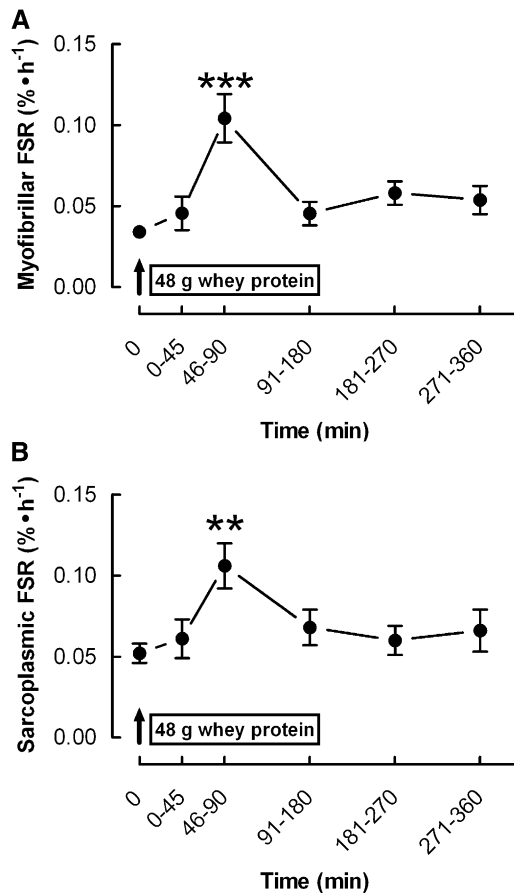 A
Myofibrillar FSR (%•h⁻¹)
0.15
***
0.10
0.05
0.00
48 g whey protein
0
0-45
46-90
91-180
181-270
271-360
Time (min)
B
Sarcoplasmic FSR (%•h⁻¹)
0.15
**
0.10
0.05
0.00
48 g whey protein
0
0-45
46-90
91-180
181-270
271-360
Time (min)